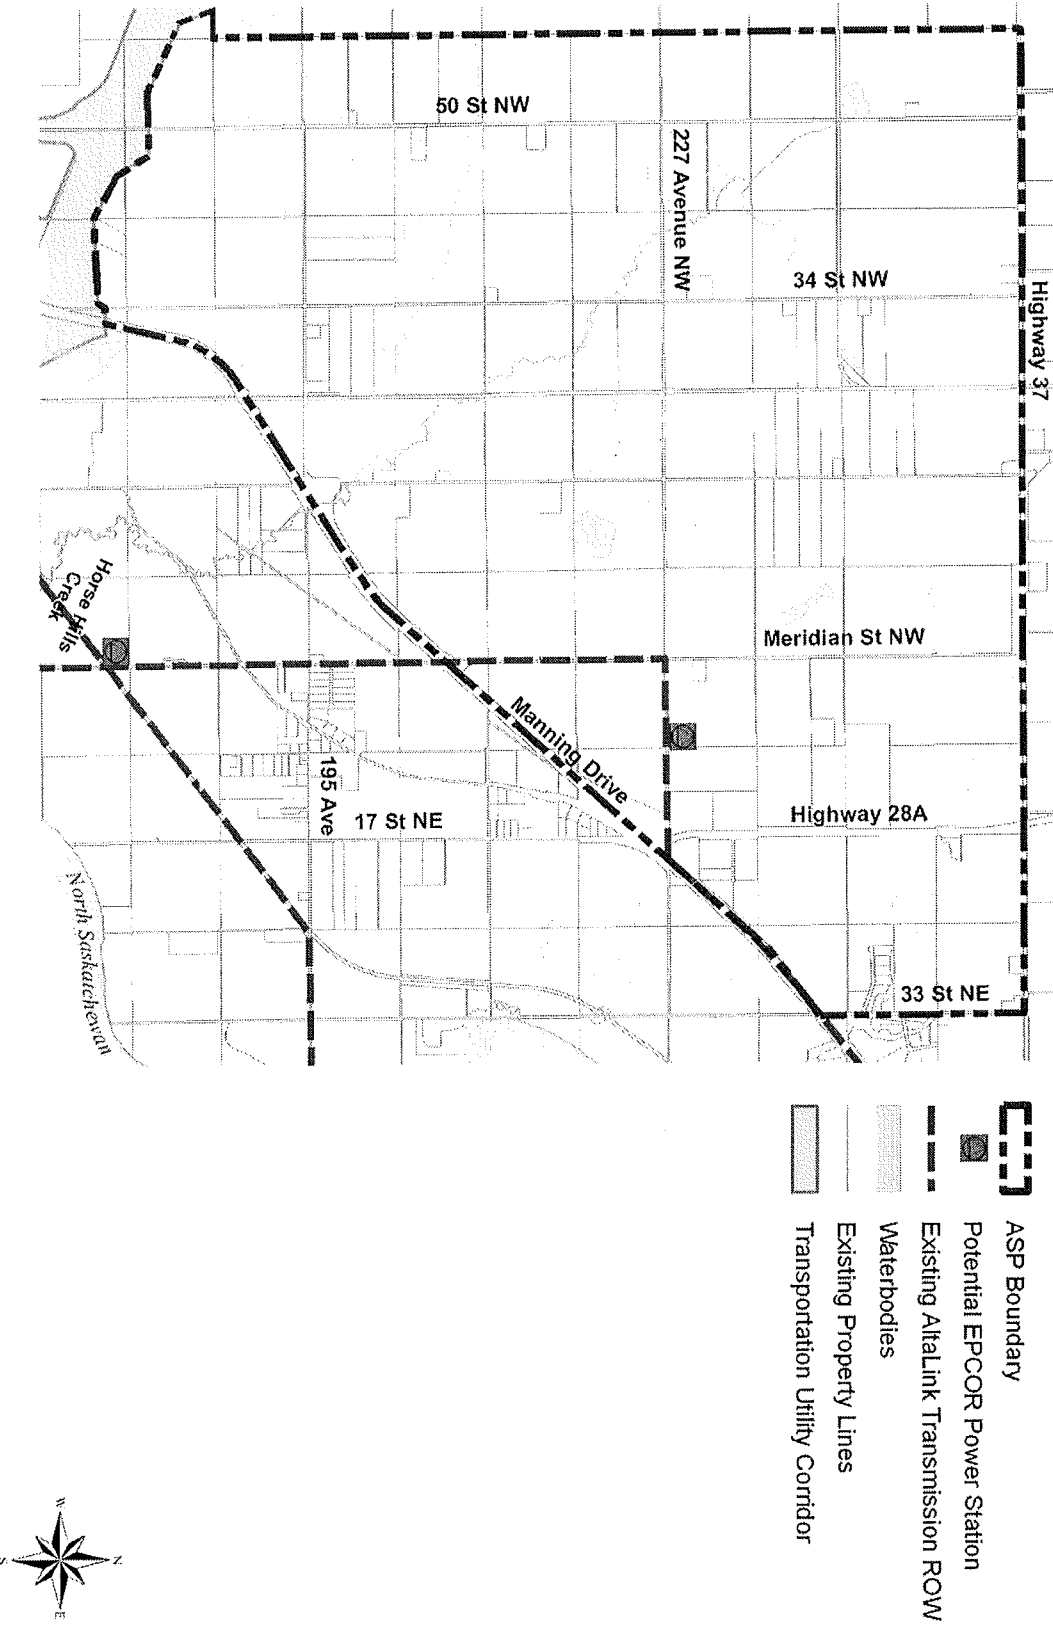 50 St NW
227 Avenue NW
34 St NW
Highway 37
Horse Hills
Creek
Meridian St NW
Manning Drive
195 Ave
17 St NE
Highway 28A
North Saskatchewan
33 St NE
ASP Boundary
Potential EPCOR Power Station
Existing AltaLink Transmission ROW
Waterbodies
Existing Property Lines
Transportation Utility Corridor
W
N
E